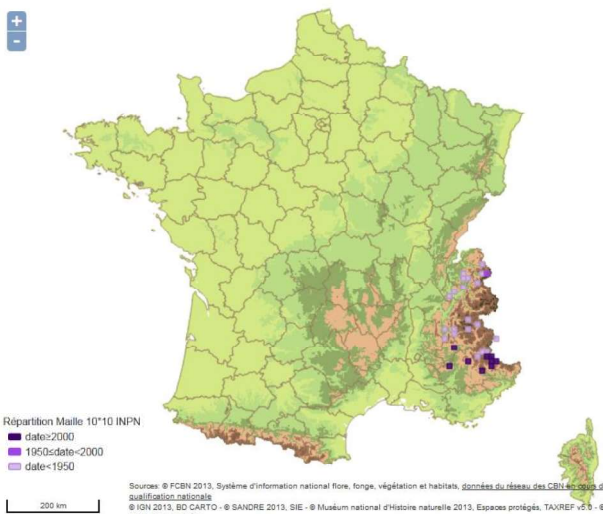 +
-
Répartition Maille 10*10 INPN
date≥2000
1950≤date<2000
date<1950
200 km
Sources: © FCBN 2013, Système d'information national flore, fonge, végétation et habitats, données du réseau des CBN en cours de
qualification nationale
© IGN 2013, BD CARTO - © SANDRE 2013, SIE - © Muséum national d'Histoire naturelle 2013, Espaces protégés, TAXREF v5.0 - ©